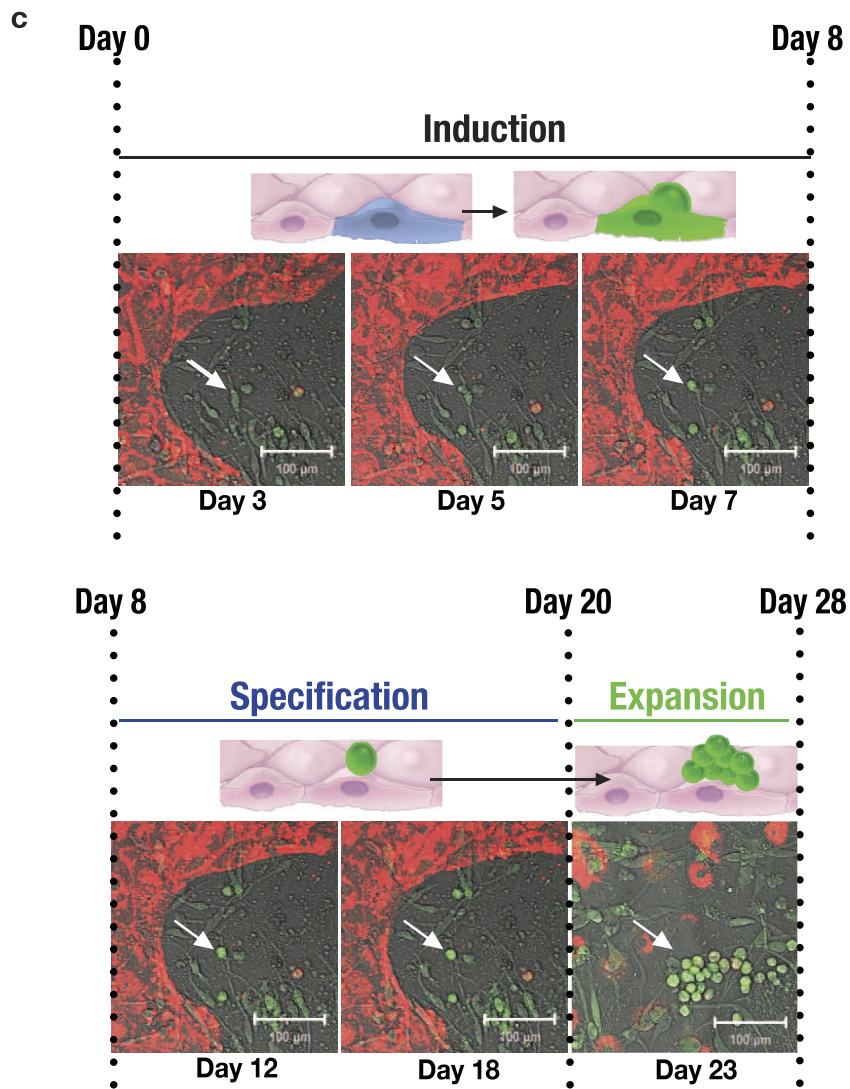 c
Day 0
Day 8
Induction
100 µm
100 µm
100 µm
Day 3
Day 5
Day 7
Day 8
Day 20
Day 28
Specification
Expansion
100 µm
100 µm
100 µm
Day 12
Day 18
Day 23